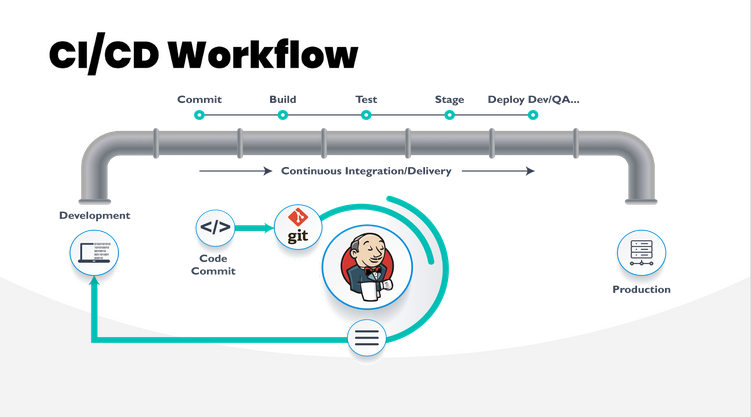 CI/CD Workflow
Commit
Build
Test
Stage
Deploy Dev/QA...
Continuous Integration/Delivery
Development
</>
git
Code
Commit
Production